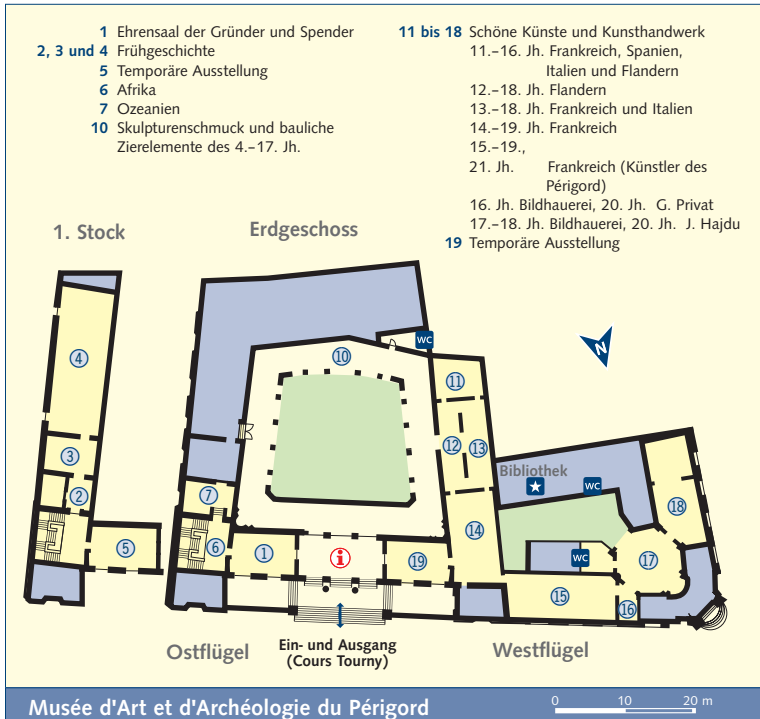 1 Ehrensaal der Gründer und Spender
2, 3 und 4 Frühgeschichte
5 Temporäre Ausstellung
6 Afrika
7 Ozeanien
10 Skulpturenschmuck und bauliche
Zierelemente des 4.–17. Jh.
11 bis 18 Schöne Künste und Kunsthandwerk
11.–16. Jh. Frankreich, Spanien,
Italien und Flandern
12.–18. Jh. Flandern
13.–18. Jh. Frankreich und Italien
14.–19. Jh. Frankreich
15.–19.,
21. Jh. Frankreich (Künstler des
Périgord)
16. Jh. Bildhauerei, 20. Jh. G. Privat
17.–18. Jh. Bildhauerei, 20. Jh. J. Hajdu
19 Temporäre Ausstellung
1. Stock
Erdgeschoss
4
3
2
5
10
WC
N
11
12
13
Bibliothek
WC
18
7
6
1
i
19
14
WC
17
15
16
Ostflügel
Ein- und Ausgang
(Cours Tourny)
Westflügel
Musée d'Art et d'Archéologie du Périgord
0 10 20 m